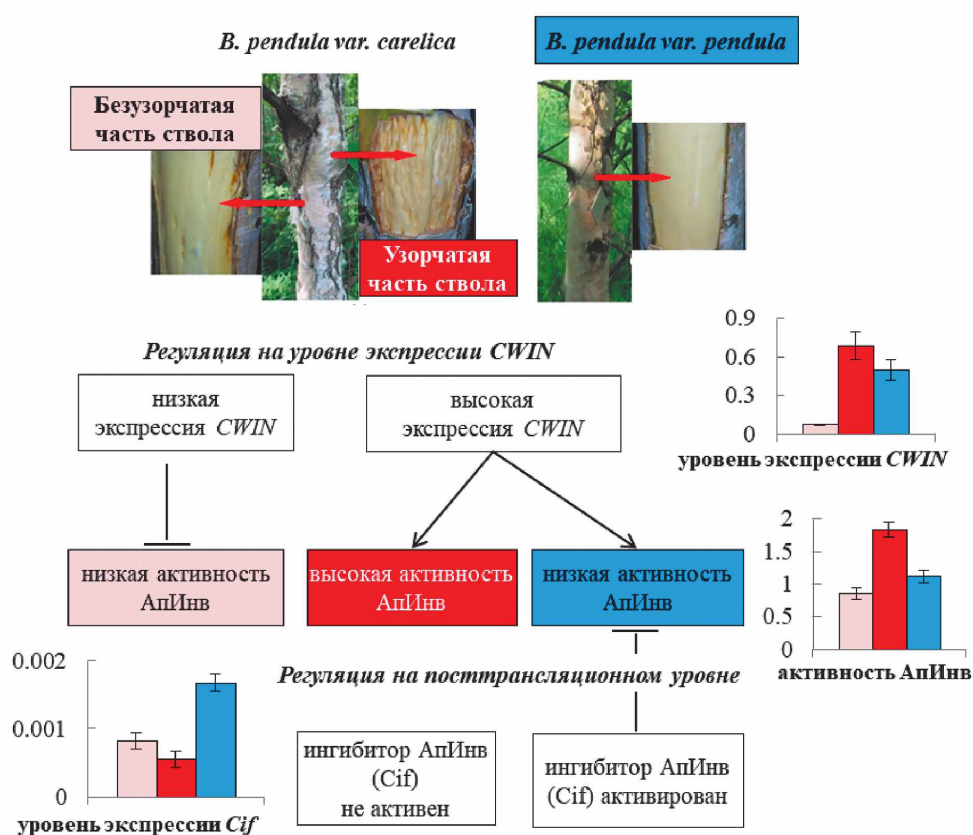 B. pendula var. carelica
B. pendula var. pendula
Безузорчатая
часть ствола
Узорчатая
часть ствола
Регуляция на уровне экспрессии CWIN
низкая
экспрессия CWIN
высокая
экспрессия CWIN
0.9
0.6
0.3
0
уровень экспрессии CWIN
низкая активность
АпИнв
высокая активность
АпИнв
низкая активность
АпИнв
2
1.5
1
0.5
0
активность АпИнв
Регуляция на посттрансляционном уровне
0.002
0.001
0
уровень экспрессии Cif
ингибитор АпИнв
(Cif)
не активен
ингибитор АпИнв
(Cif) активирован